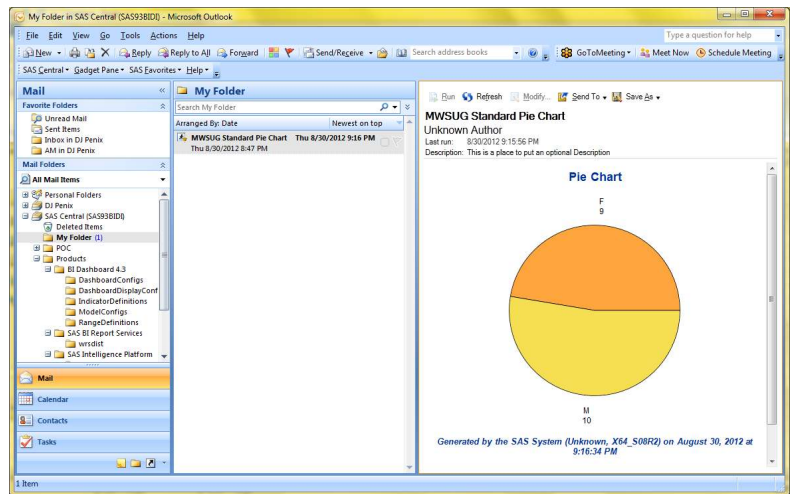 My Folder in SAS Central (SAS93BIDI) - Microsoft Outlook
File Edit View Go Tools Actions Help
Type a question for help
New Reply Reply to All Forward Send/Receive Search address books GoToMeeting Meet Now Schedule Meeting
SAS Central Gadget Pane SAS Favorites Help
Mail
Favorite Folders
Unread Mail
Sent Items
Inbox in DJ Penix
AM in DJ Penix
Mail Folders
All Mail Items
Personal Folders
DJ Penix
SAS Central (SAS93BIDI)
Deleted Items
My Folder (1)
POC
Products
BI Dashboard 4.3
DashboardConfigs
DashboardDisplayConf
IndicatorDefinitions
ModelConfigs
RangeDefinitions
SAS BI Report Services
wrsdist
SAS Intelligence Platform
Mail
Calendar
Contacts
Tasks
1 Item
My Folder
Search My Folder
Arranged By: Date Newest on top
MWSUG Standard Pie Chart Thu 8/30/2012 9:16 PM
Thu 8/30/2012 8:47 PM
Run Refresh Modify... Send To Save As
MWSUG Standard Pie Chart
Unknown Author
Last run: 8/30/2012 9:15:56 PM
Description: This is a place to put an optional Description
Pie Chart
F
9
M
10
Generated by the SAS System (Unknown, X64_S08R2) on August 30, 2012 at
9:16:34 PM